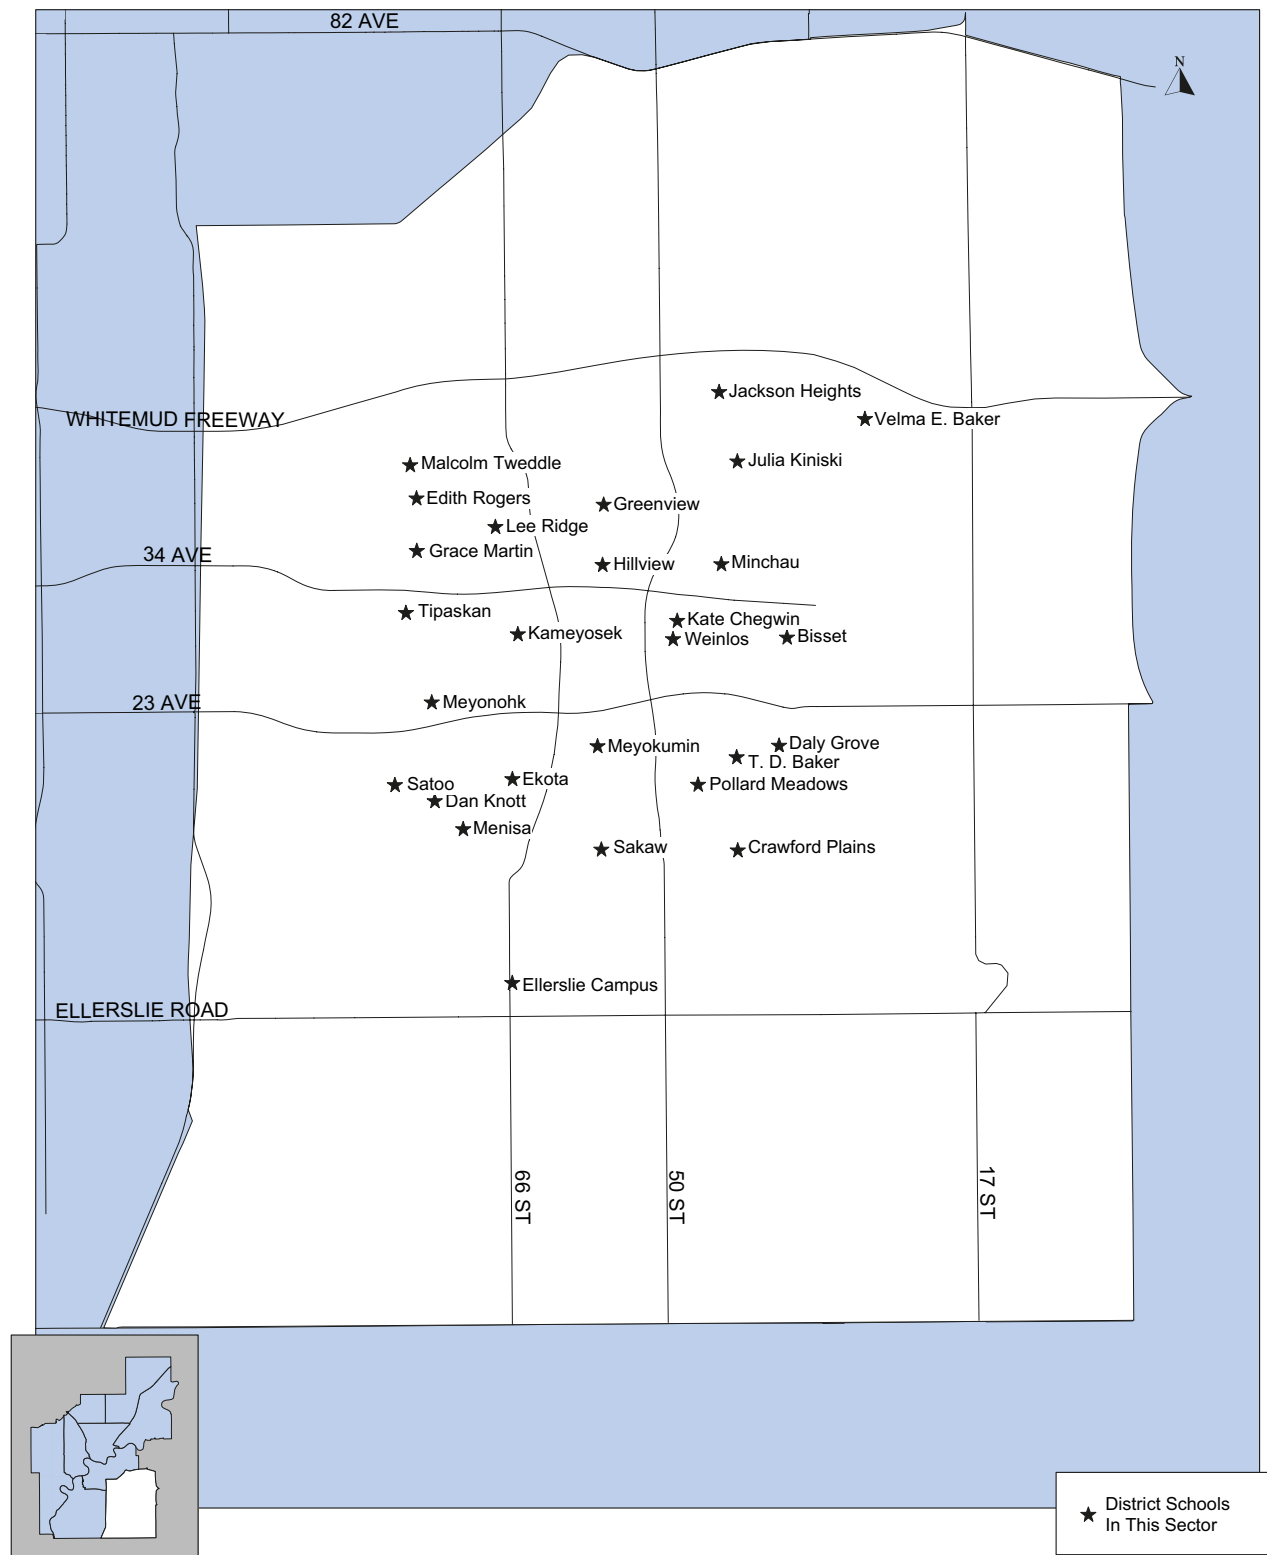 82 AVE
N
Jackson Heights
WHITEMUD FREEWAY
Velma E. Baker
Malcolm Tweddle
Julia Kiniski
Edith Rogers
Greenview
Lee Ridge
34 AVE
Grace Martin
Hillview
Minchau
Tipaskan
Kate Chegwin
Kameyosek
Weinlos
Bisset
23 AVE
Meyonohk
Meyokumin
Daly Grove
T. D. Baker
Satoo
Ekota
Pollard Meadows
Dan Knott
Menisa
Sakaw
Crawford Plains
Ellerslie Campus
ELLERSLIE ROAD
66 ST
50 ST
17 ST
District Schools
In This Sector